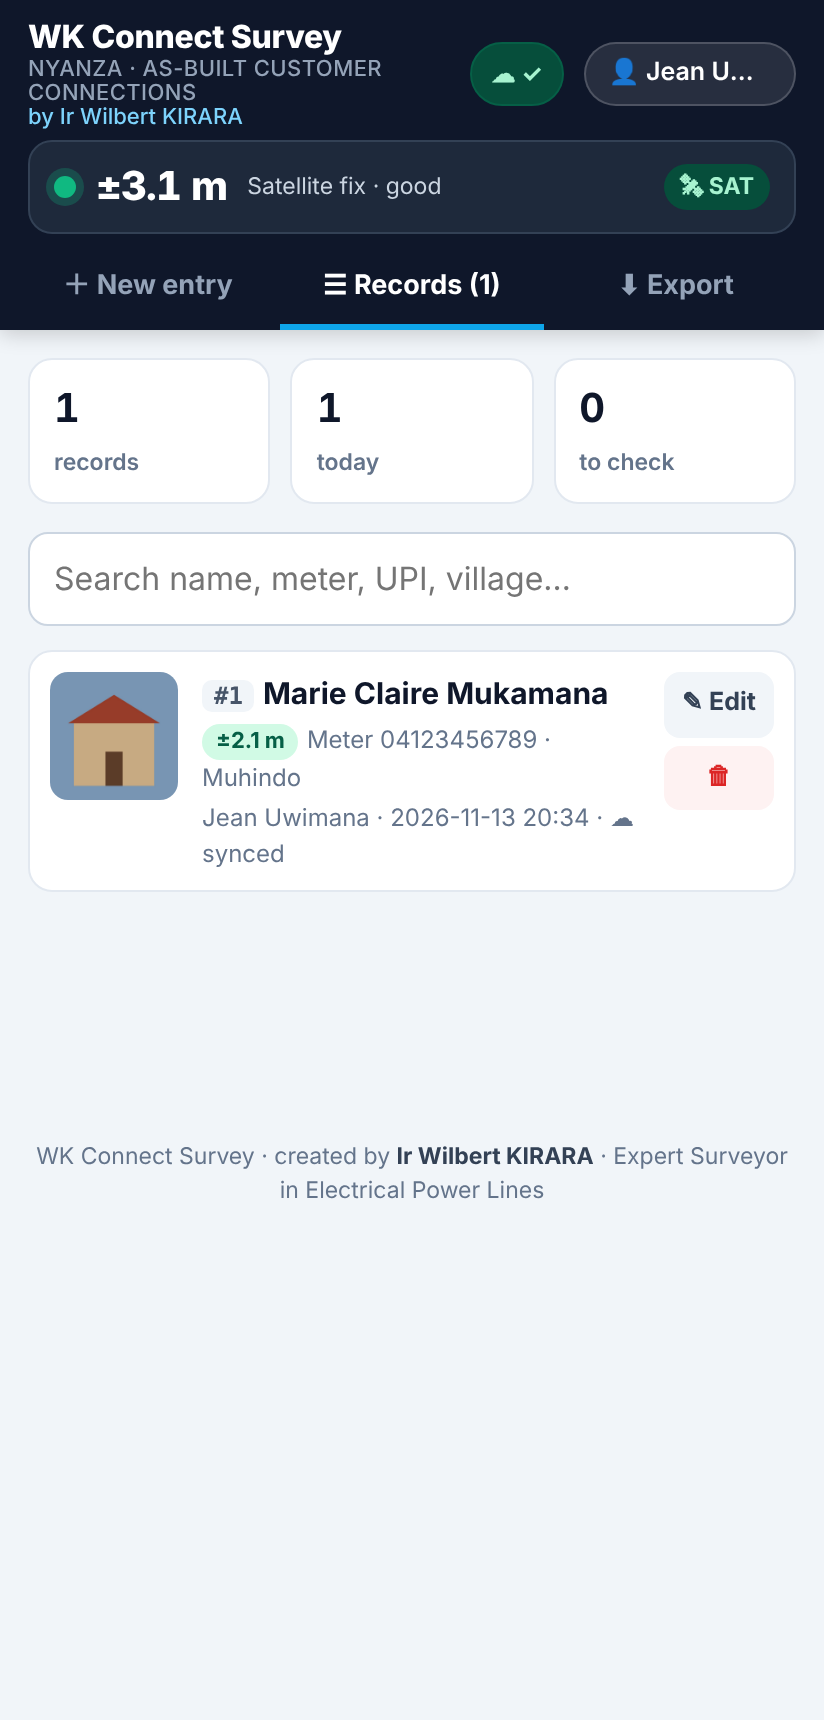 WK Connect Survey
NYANZA · AS-BUILT CUSTOMER
CONNECTIONS
by Ir Wilbert KIRARA
☁ ✓
👤 Jean U...
±3.1 m Satellite fix · good
🛰 SAT
+ New entry
☰ Records (1)
⬇ Export
1
records
1
today
0
to check
Search name, meter, UPI, village...
#1 Marie Claire Mukamana
±2.1 m Meter 04123456789 ·
Muhindo
Jean Uwimana · 2026-11-13 20:34 · ☁
synced
✎ Edit
🗑
WK Connect Survey · created by Ir Wilbert KIRARA · Expert Surveyor
in Electrical Power Lines